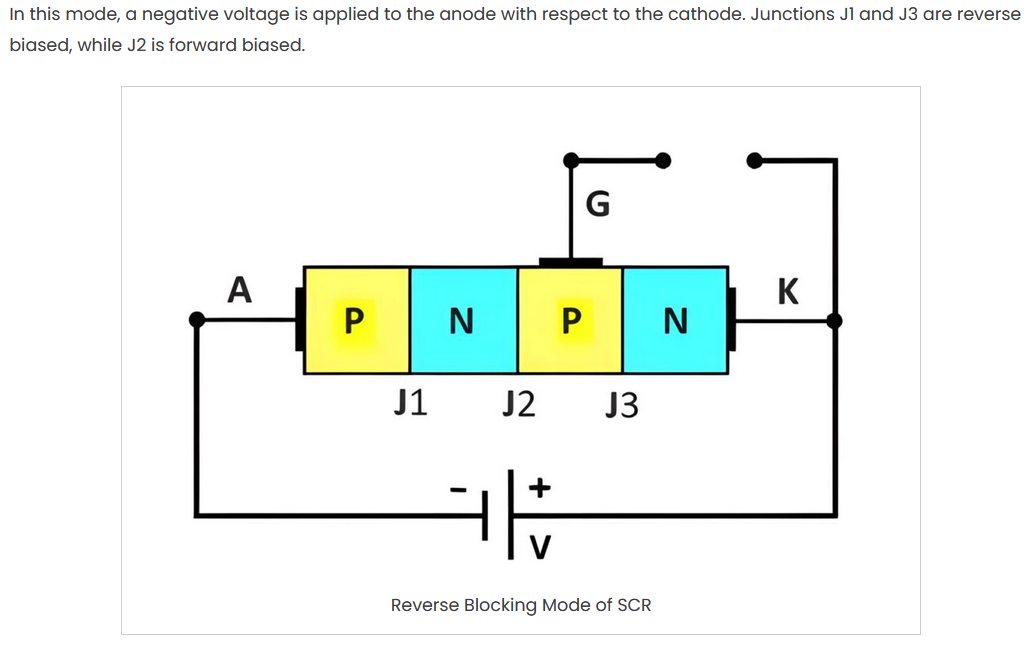 In this mode, a negative voltage is applied to the anode with respect to the cathode. Junctions J1 and J3 are reverse
biased, while J2 is forward biased.
G
A
K
P N P N
J1 J2 J3
- +
V
Reverse Blocking Mode of SCR